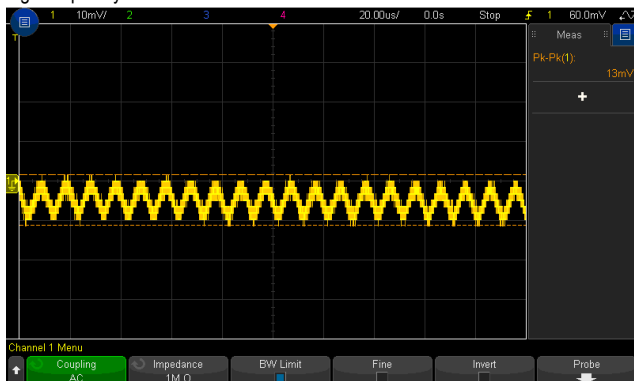 1 10mV/ 2 3 4 20.00us/ 0.0s Stop 1 60.0mV
Meas
T
Pk-Pk(1):
13mV
+
1
Channel 1 Menu
Coupling Impedance BW Limit Fine Invert Probe
AC 1M Ω